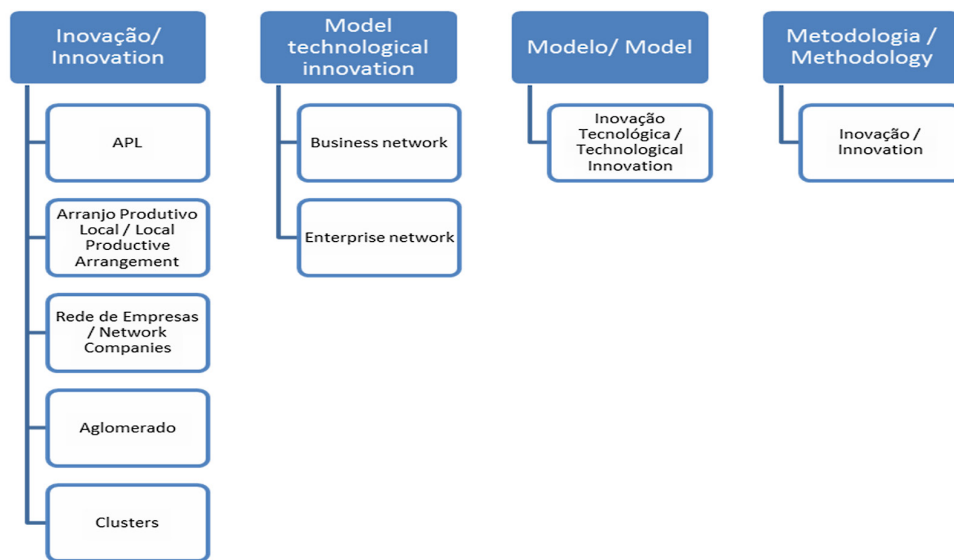 Inovação/
Innovation
APL
Arranjo Produtivo
Local / Local
Productive
Arrangement
Rede de Empresas
/ Network
Companies
Aglomerado
Clusters
Model
technological
innovation
Business network
Enterprise network
Modelo/ Model
Inovação
Tecnológica /
Technological
Innovation
Metodologia /
Methodology
Inovação /
Innovation